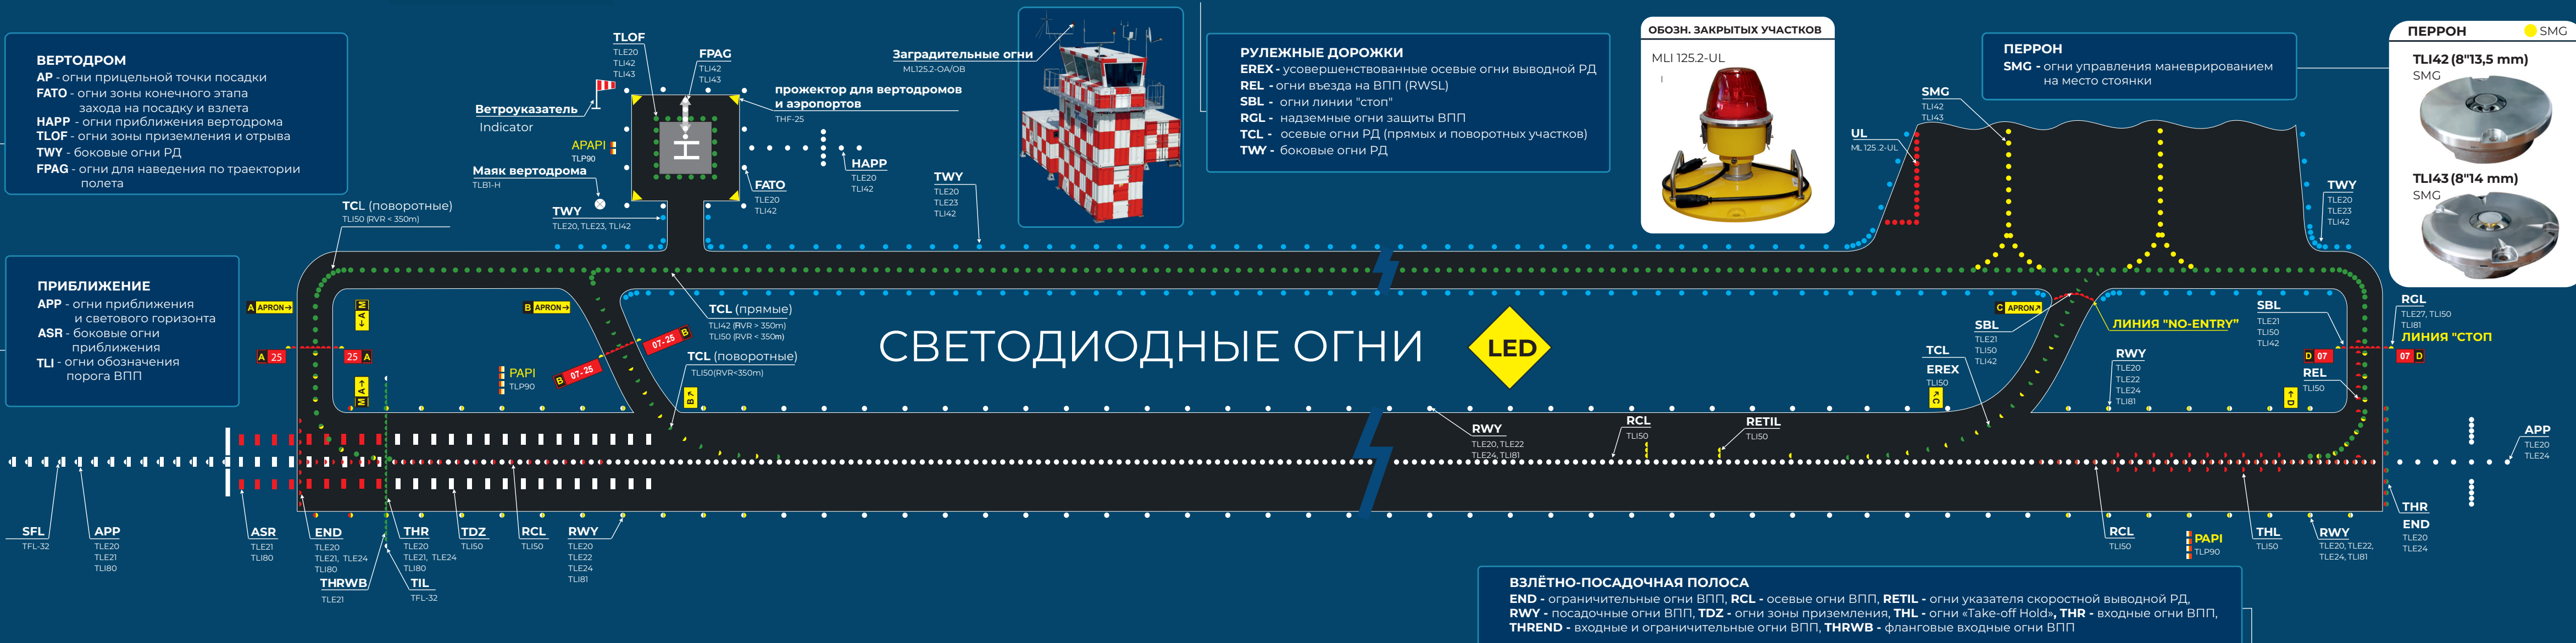 ВЕРТОДРОМ
AP - огни прицельной точки посадки
FATO - огни зоны конечного этапа
захода на посадку и взлета
HAPP - огни приближения вертодрома
TLOF - огни зоны приземления и отрыва
TWY - боковые огни РД
FPAG - огни для наведения по траектории
полета
ПРИБЛИЖЕНИЕ
APP - огни приближения
и светового горизонта
ASR - боковые огни
приближения
TLI - огни обозначения
порога ВПП
TLOF
TLE20
TLI42
TLI43
FPAG
TLI42
TLI43
Ветроуказатель
Indicator
APAPI
TLP90
Маяк вертодрома
TLB1-H
TWY
TLE20, TLE23, TLI42
прожектор для вертодромов
и аэропортов
THF-25
HAPP
TLE20
TLI42
FATO
TLE20
TLI42
H
Заградительные огни
ML125.2-OA/OB
TWY
TLE20
TLE23
TLI42
РУЛЕЖНЫЕ ДОРОЖКИ
EREX - усовершенствованные осевые огни выводной РД
REL - огни въезда на ВПП (RWSL)
SBL - огни линии "стоп"
RGL - надземные огни защиты ВПП
TCL - осевые огни РД (прямых и поворотных участков)
TWY - боковые огни РД
ОБОЗН. ЗАКРЫТЫХ УЧАСТКОВ
MLI 125.2-UL
ПЕРРОН
SMG - огни управления маневрированием
на место стоянки
SMG
TLI42
TLI43
UL
ML 125 .2-UL
ПЕРРОН SMG
TLI42 (8"13,5 mm)
SMG
TLI43 (8"14 mm)
SMG
TWY
TLE20
TLE23
TLI42
TCL (поворотные)
TLI50 (RVR < 350m)
A APRON→
←A M
A 25
25 A
M A→
B APRON→
B 07-25
07-25 B
PAPI
TLP90
TCL (прямые)
TLI42 (RVR > 350m)
TLI50 (RVR < 350m)
TCL (поворотные)
TLI50(RVR<350m)
B↗
СВЕТОДИОДНЫЕ ОГНИ
LED
C APRON↗
SBL
TLE21
TLI50
TLI42
TCL
EREX
TLI50
↗C
ЛИНИЯ "NO-ENTRY”
RWY
TLE20
TLE22
TLE24
TLI81
SBL
TLE21
TLI50
TLI42
D 07
07 D
REL
TLI50
←D
RGL
TLE27, TLI50
TLI81
ЛИНИЯ "СТОП
RWY
TLE20, TLE22
TLE24, TLI81
RCL
TLI50
RETIL
TLI50
APP
TLE20
TLE24
SFL
TFL-32
APP
TLE20
TLE21
TLI80
ASR
TLE21
TLI80
END
TLE20
TLE21, TLE24
TLI80
THRWB
TLE21
THR
TLE20
TLE21, TLE24
TLI80
TIL
TFL-32
TDZ
TLI50
RCL
TLI50
RWY
TLE20
TLE22
TLE24
TLI81
RCL
TLI50
PAPI
TLP90
THL
TLI50
RWY
TLE20, TLE22,
TLE24, TLI81
THR
END
TLE20
TLE24
ВЗЛЁТНО-ПОСАДОЧНАЯ ПОЛОСА
END - ограничительные огни ВПП, RCL - осевые огни ВПП, RETIL - огни указателя скоростной выводной РД,
RWY - посадочные огни ВПП, TDZ - огни зоны приземления, THL - огни «Take-off Hold», THR - входные огни ВПП,
THREND - входные и ограничительные огни ВПП, THRWB - фланговые входные огни ВПП